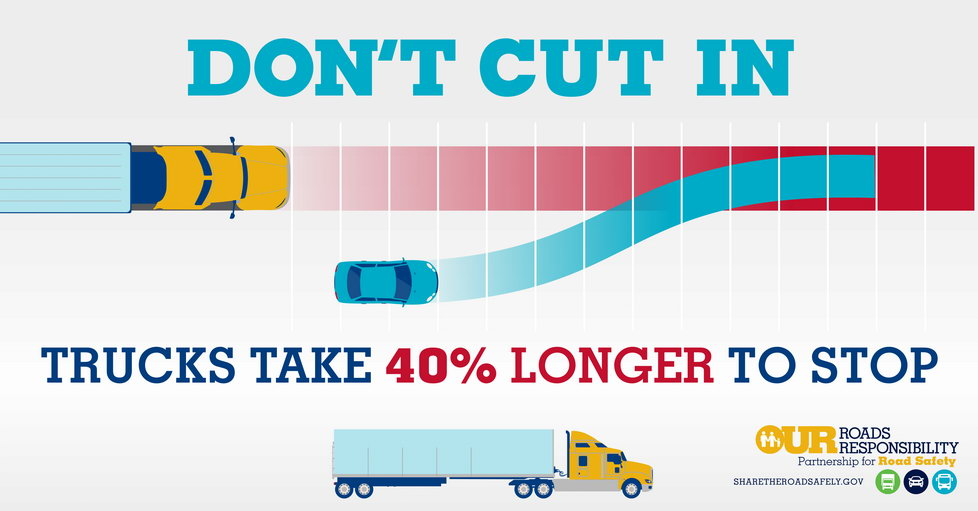 DON'T CUT IN
TRUCKS TAKE 40% LONGER TO STOP
OUR ROADS
RESPONSIBILITY
Partnership for Road Safety
SHARETHEROADSAFELY.GOV